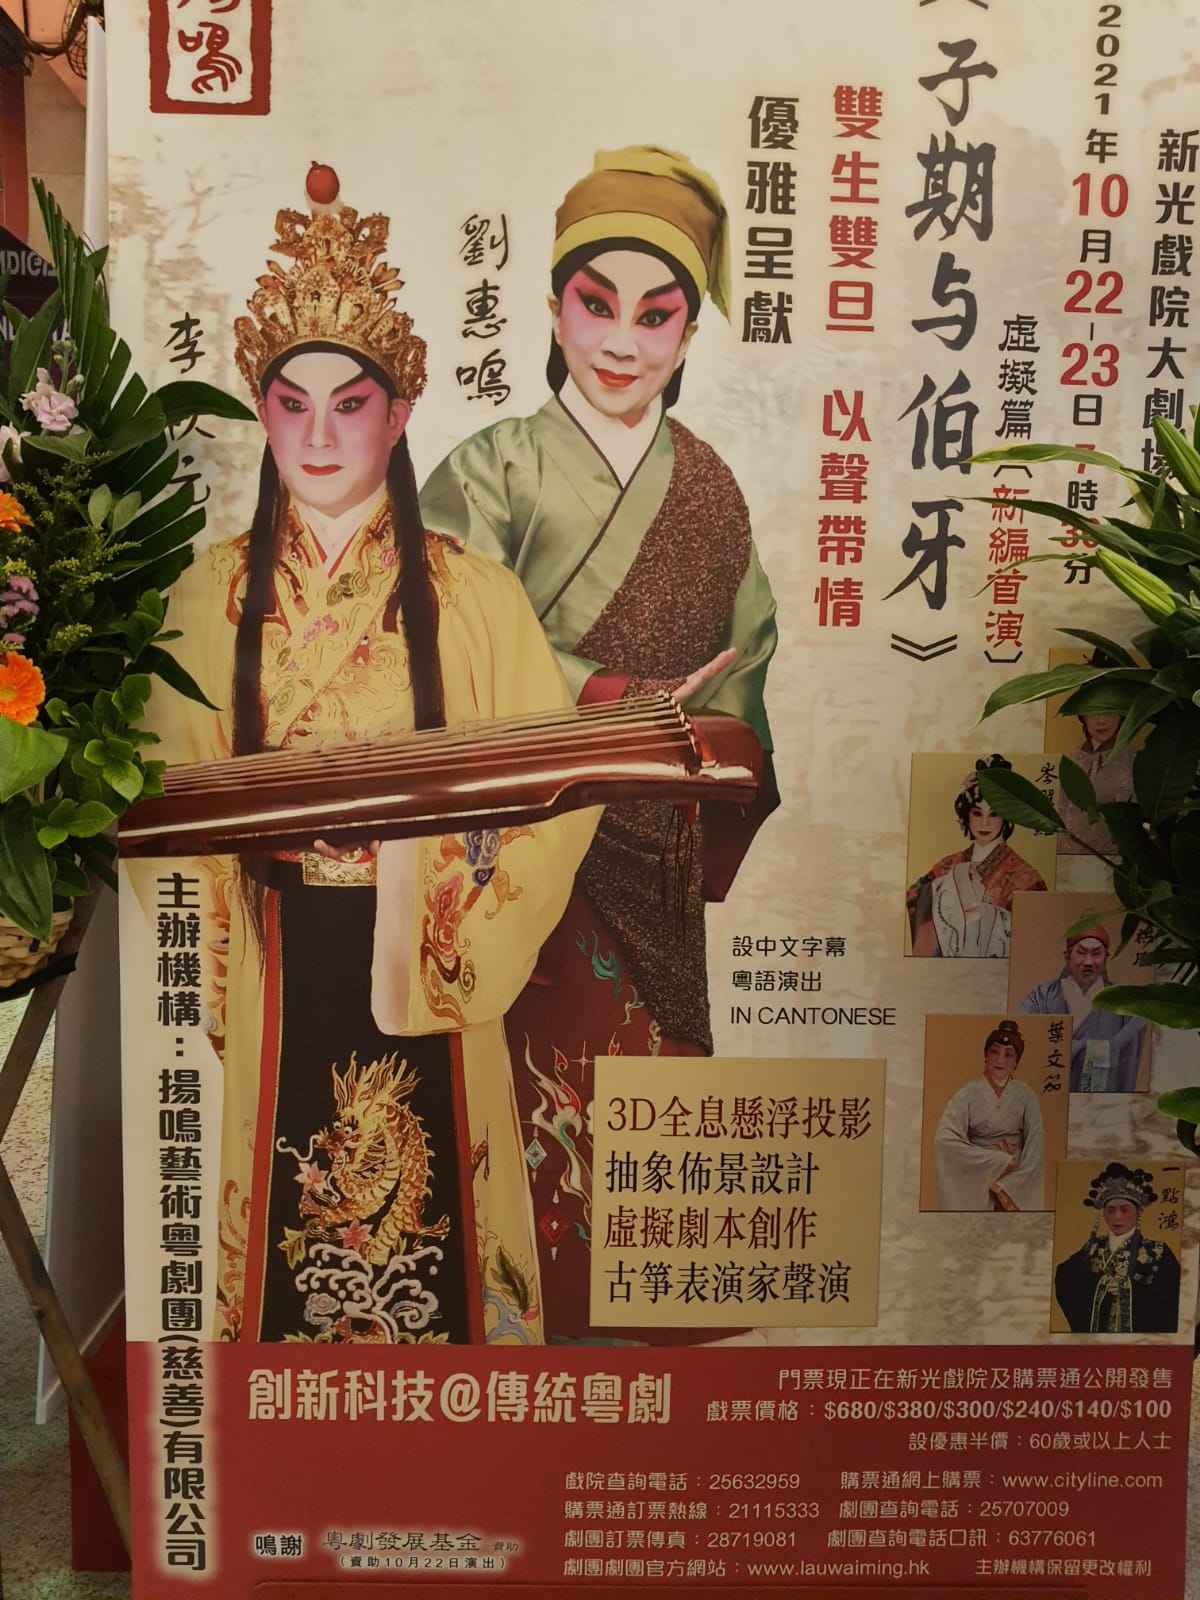 鳴
新光戲院大劇場
2021年10月22-23日7時30分
《子期与伯牙》
虛擬篇(新編首演)
雙生雙旦 以聲帶情
優雅呈獻
劉惠鳴
李
元
岑
葉文茄
一點鴻
設中文字幕
粵語演出
IN CANTONESE
3D全息懸浮投影
抽象佈景設計
虛擬劇本創作
古箏表演家聲演
主辦機構:揚鳴藝術粵劇團(慈善)有限公司
創新科技@傳統粵劇
門票現正在新光戲院及購票通公開發售
戲票價格:$680/$380/$300/$240/$140/$100
設優惠半價:60歲或以上人士
戲院查詢電話:25632959 購票通網上購票:www.cityline.com
購票通訂票熱線:21115333 劇團查詢電話:25707009
劇團訂票傳真:28719081 劇團查詢電話口訊:63776061
劇團劇團官方網站:www.lauwaiming.hk 主辦機構保留更改權利
鳴謝 粵劇發展基金 資助
(資助10月22日演出)